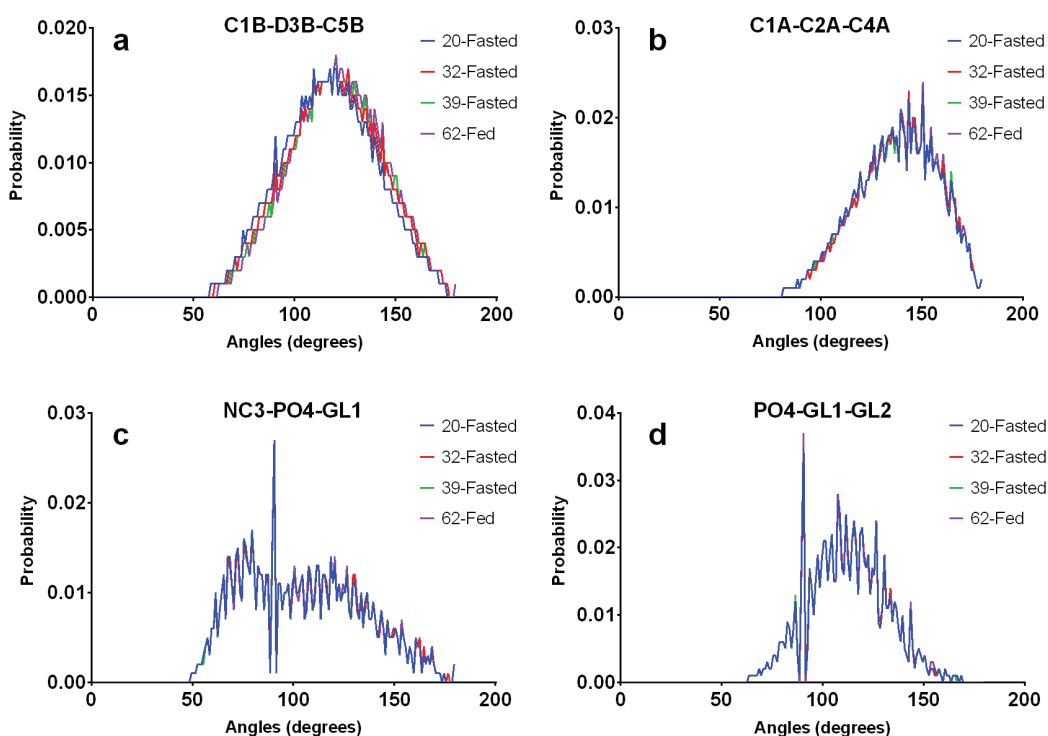 C1B-D3B-C5B
a
0.020
0.015
0.010
0.005
0.000
Probability
0
50
100
150
200
Angles (degrees)
20-Fasted
32-Fasted
39-Fasted
62-Fed
C1A-C2A-C4A
b
0.03
0.02
0.01
0.00
Probability
0
50
100
150
200
Angles (degrees)
20-Fasted
32-Fasted
39-Fasted
62-Fed
NC3-PO4-GL1
c
0.03
0.02
0.01
0.00
Probability
0
50
100
150
200
Angles (degrees)
20-Fasted
32-Fasted
39-Fasted
62-Fed
PO4-GL1-GL2
d
0.04
0.03
0.02
0.01
0.00
Probability
0
50
100
150
200
Angles (degrees)
20-Fasted
32-Fasted
39-Fasted
62-Fed